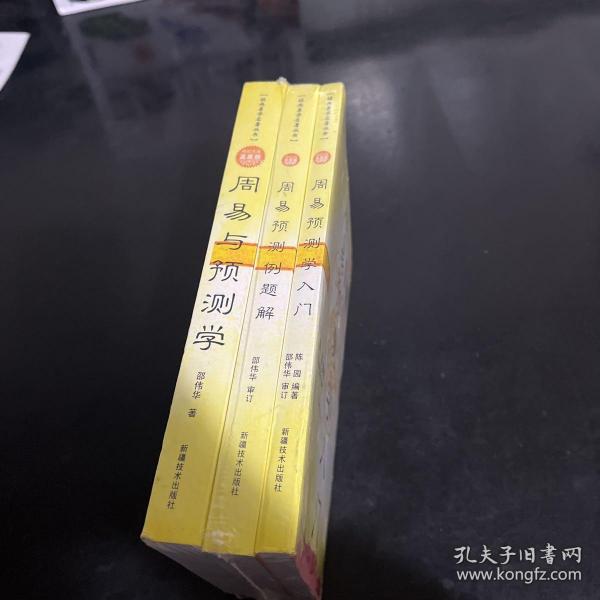 周易与预测学
邵伟华 著
新疆技术出版社
周易预测例题解
邵伟华 审订
新疆技术出版社
周易预测学入门
陈园 编著
邵伟华 审订
新疆技术出版社
孔夫子旧书网
www.kongfz.com